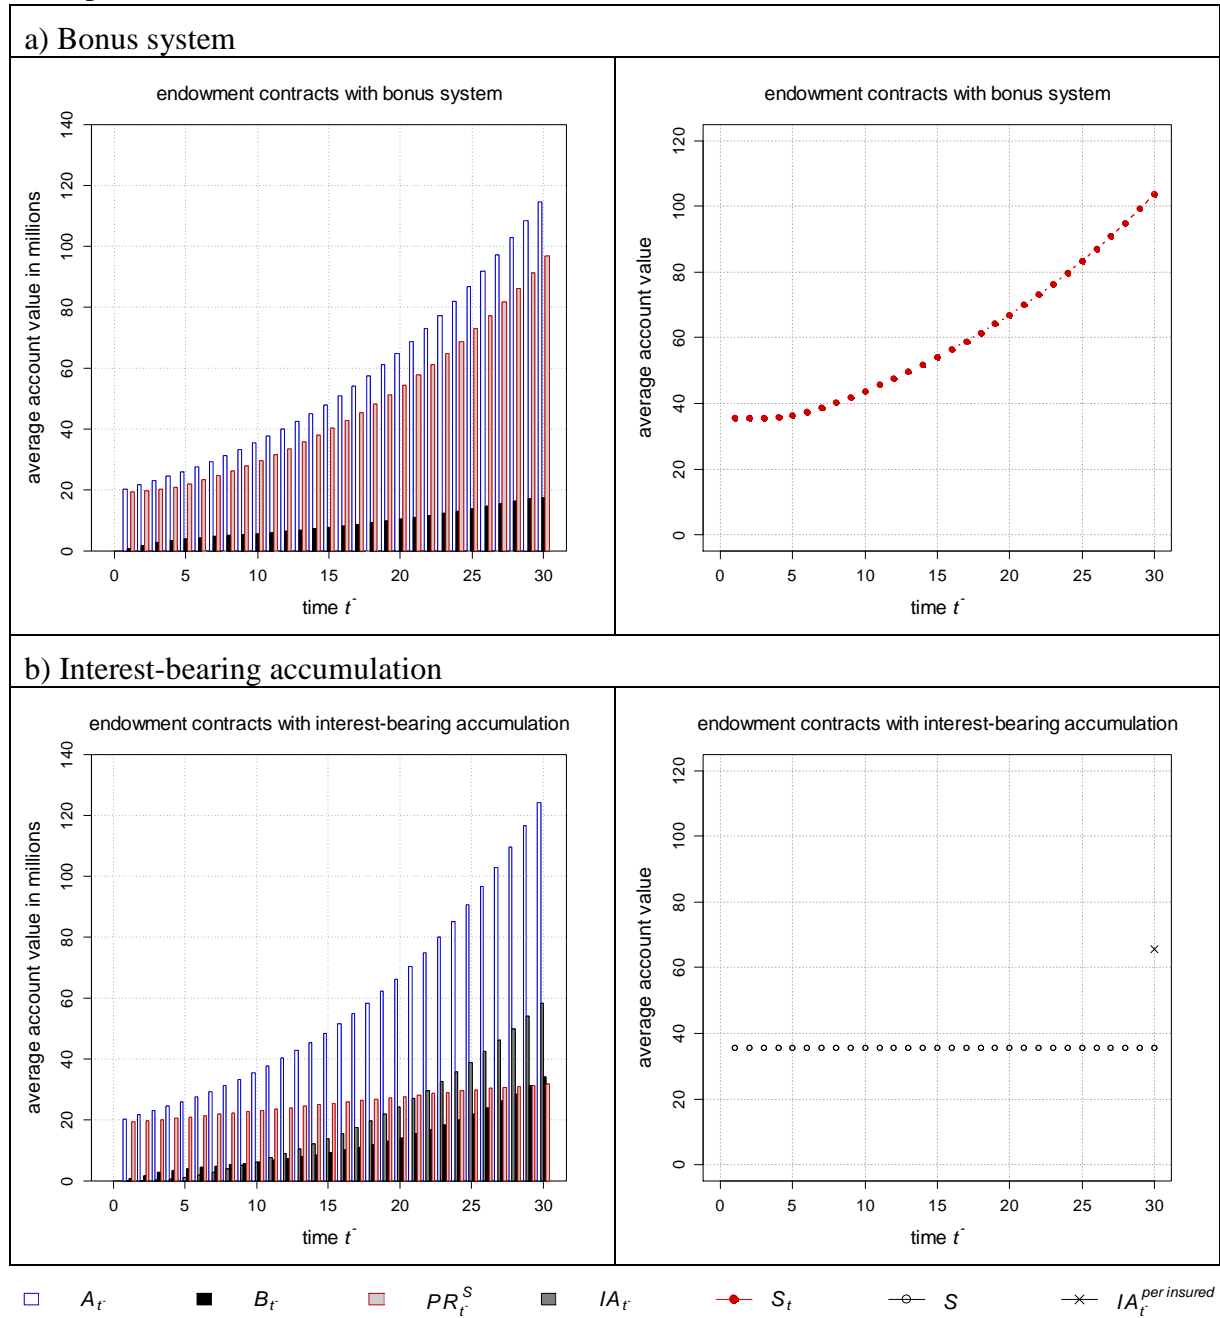 a) Bonus system
endowment contracts with bonus system
average account value in millions
0 20 40 60 80 100 120 140
0 5 10 15 20 25 30
time t-
endowment contracts with bonus system
average account value
0 20 40 60 80 100 120
0 5 10 15 20 25 30
time t-
b) Interest-bearing accumulation
endowment contracts with interest-bearing accumulation
average account value in millions
0 20 40 60 80 100 120 140
0 5 10 15 20 25 30
time t-
endowment contracts with interest-bearing accumulation
average account value
0 20 40 60 80 100 120
0 5 10 15 20 25 30
time t-
A t- B t- PR t- S IA t- S t S IA t- per insured